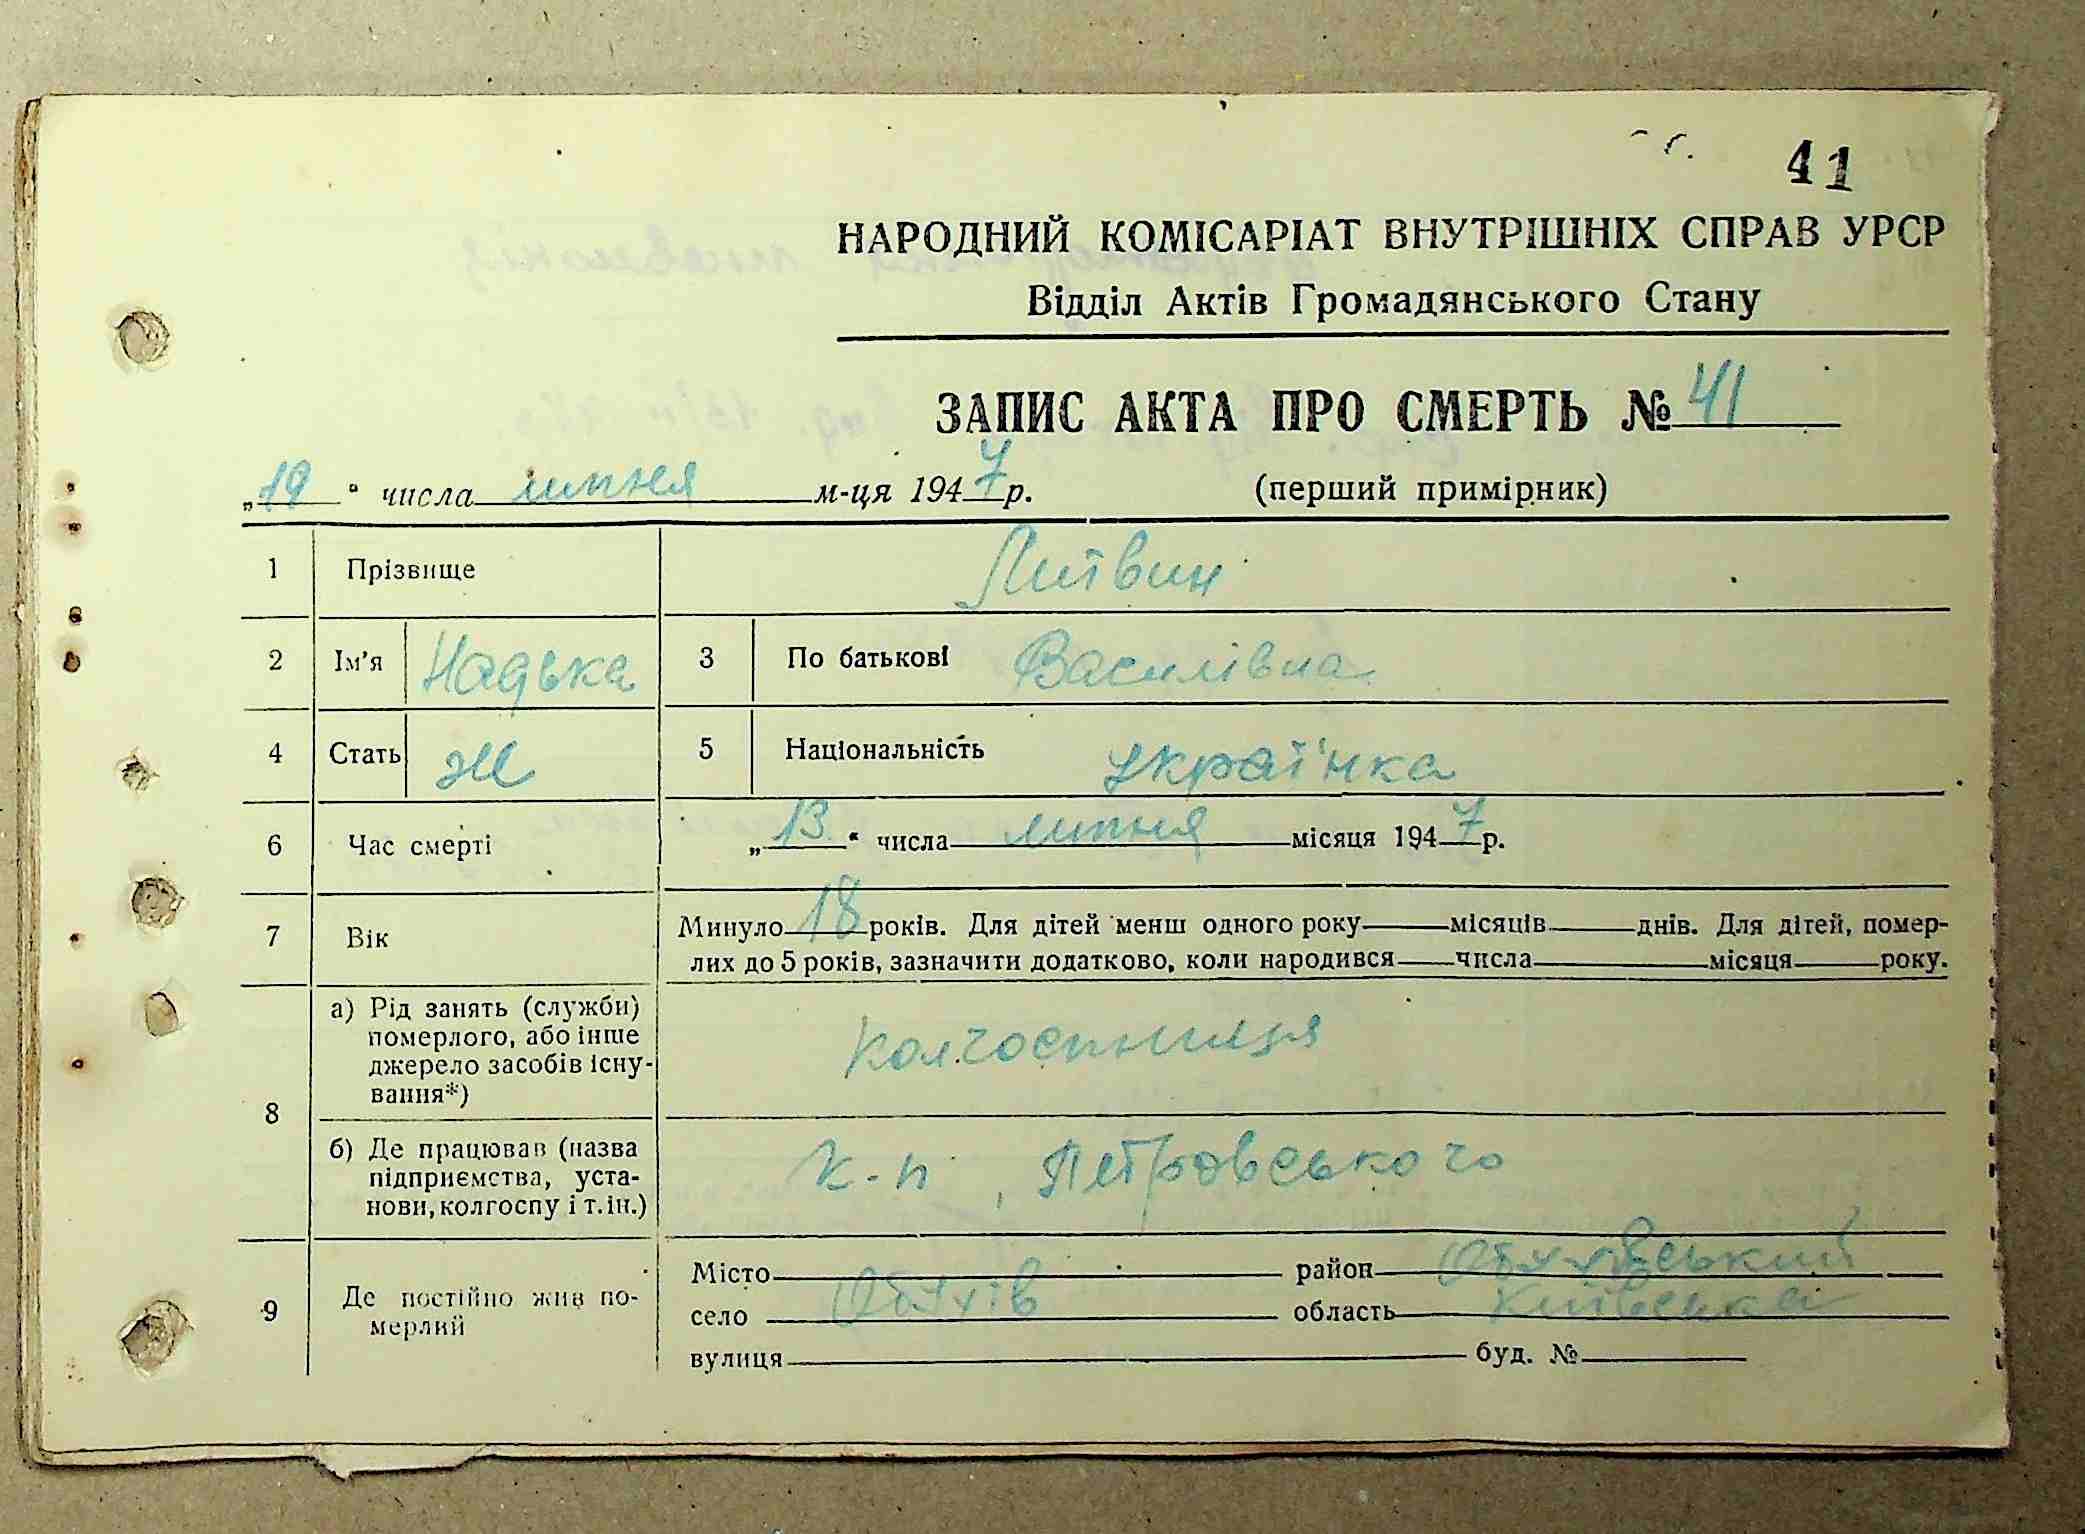 41
НАРОДНИЙ КОМІСАРІАТ ВНУТРІШНІХ СПРАВ УРСР
Відділ Актів Громадянського Стану
ЗАПИС АКТА ПРО СМЕРТЬ № 41
„19“ числа липня м-ця 1947 р. (перший примірник)
1 Прізвище Литвин
2 Ім'я Надька 3 По батькові Василівна
4 Стать ж 5 Національність українка
6 Час смерті „13“ числа липня місяця 1947 р.
7 Вік Минуло 18 років. Для дітей менш одного року місяців днів. Для дітей, помер-
лих до 5 років, зазначити додатково, коли народився числа місяця року.
8 а) Рід занять (служби)
померлого, або інше
джерело засобів існу-
вання*) колгоспниця
б) Де працював (назва
підприємства, уста-
нови, колгоспу і т.ін.) к-п, Петровського
9 Де постійно жив по-
мерлий
Місто район Обухівський
село Обухів область Київська
вулиця буд. №